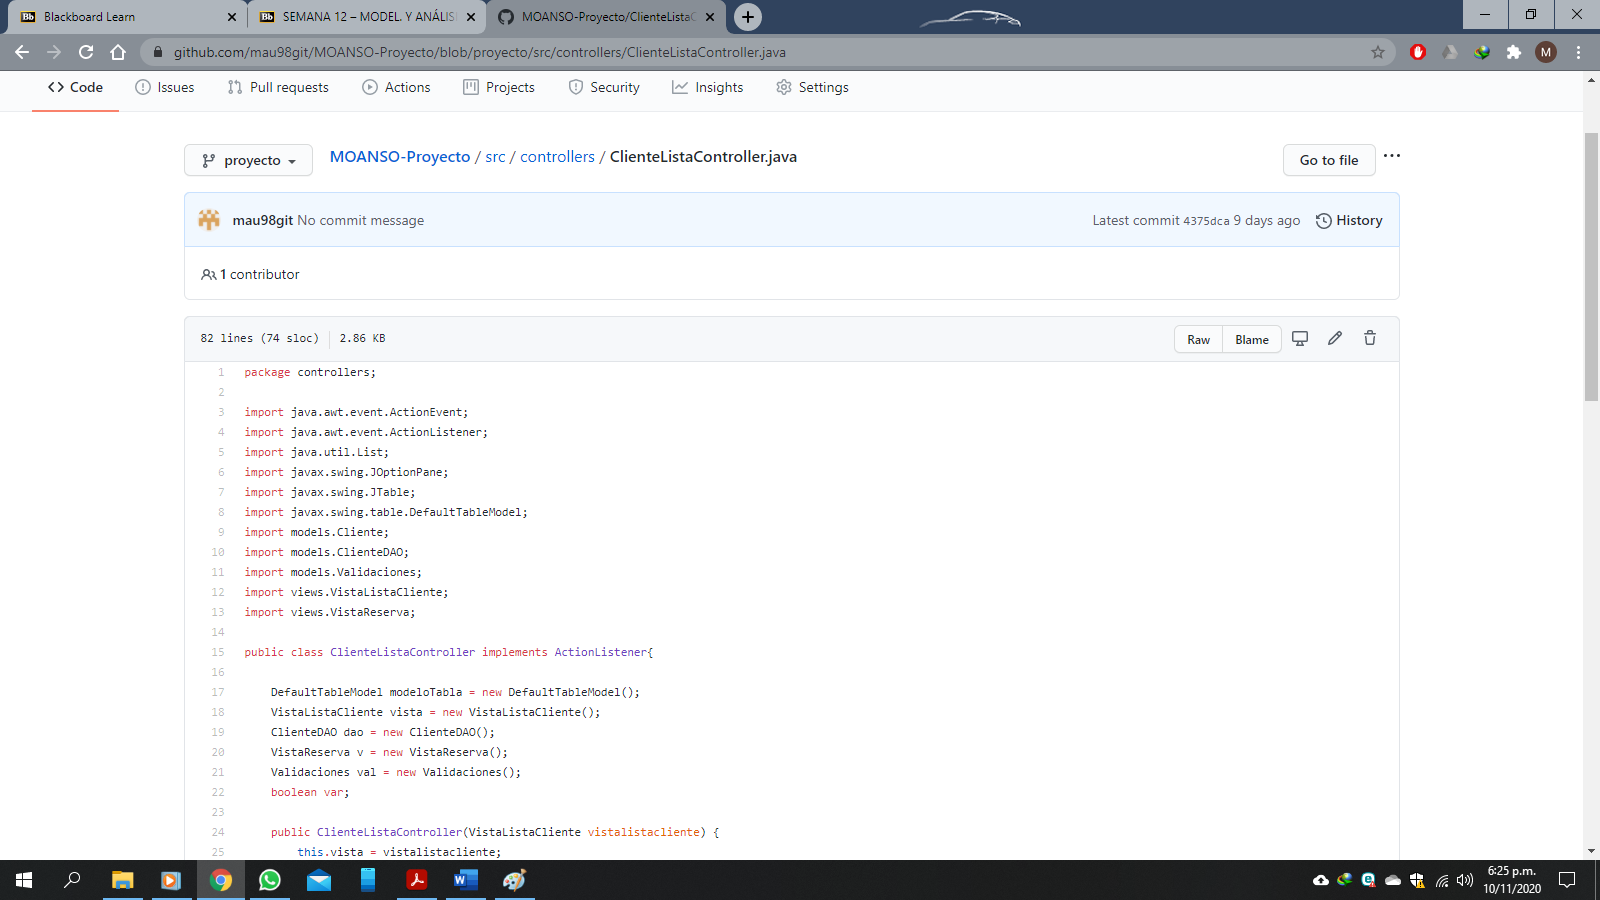 Blackboard Learn
SEMANA 12 – MODEL. Y ANÁLIS
MOANSO-Proyecto/ClienteListaC
github.com/mau98git/MOANSO-Proyecto/blob/proyecto/src/controllers/ClienteListaController.java
M
Code Issues Pull requests Actions Projects Security Insights Settings
proyecto MOANSO-Proyecto / src / controllers / ClienteListaController.java Go to file
mau98git No commit message Latest commit 4375dca 9 days ago History
1 contributor
82 lines (74 sloc) 2.86 KB Raw Blame
1 package controllers;
2
3 import java.awt.event.ActionEvent;
4 import java.awt.event.ActionListener;
5 import java.util.List;
6 import javax.swing.JOptionPane;
7 import javax.swing.JTable;
8 import javax.swing.table.DefaultTableModel;
9 import models.Cliente;
10 import models.ClienteDAO;
11 import models.Validaciones;
12 import views.VistaListaCliente;
13 import views.VistaReserva;
14
15 public class ClienteListaController implements ActionListener{
16
17 DefaultTableModel modeloTabla = new DefaultTableModel();
18 VistaListaCliente vista = new VistaListaCliente();
19 ClienteDAO dao = new ClienteDAO();
20 VistaReserva v = new VistaReserva();
21 Validaciones val = new Validaciones();
22 boolean var;
23
24 public ClienteListaController(VistaListaCliente vistalistacliente) {
25 this.vista = vistalistacliente;
6:25 p.m.
10/11/2020